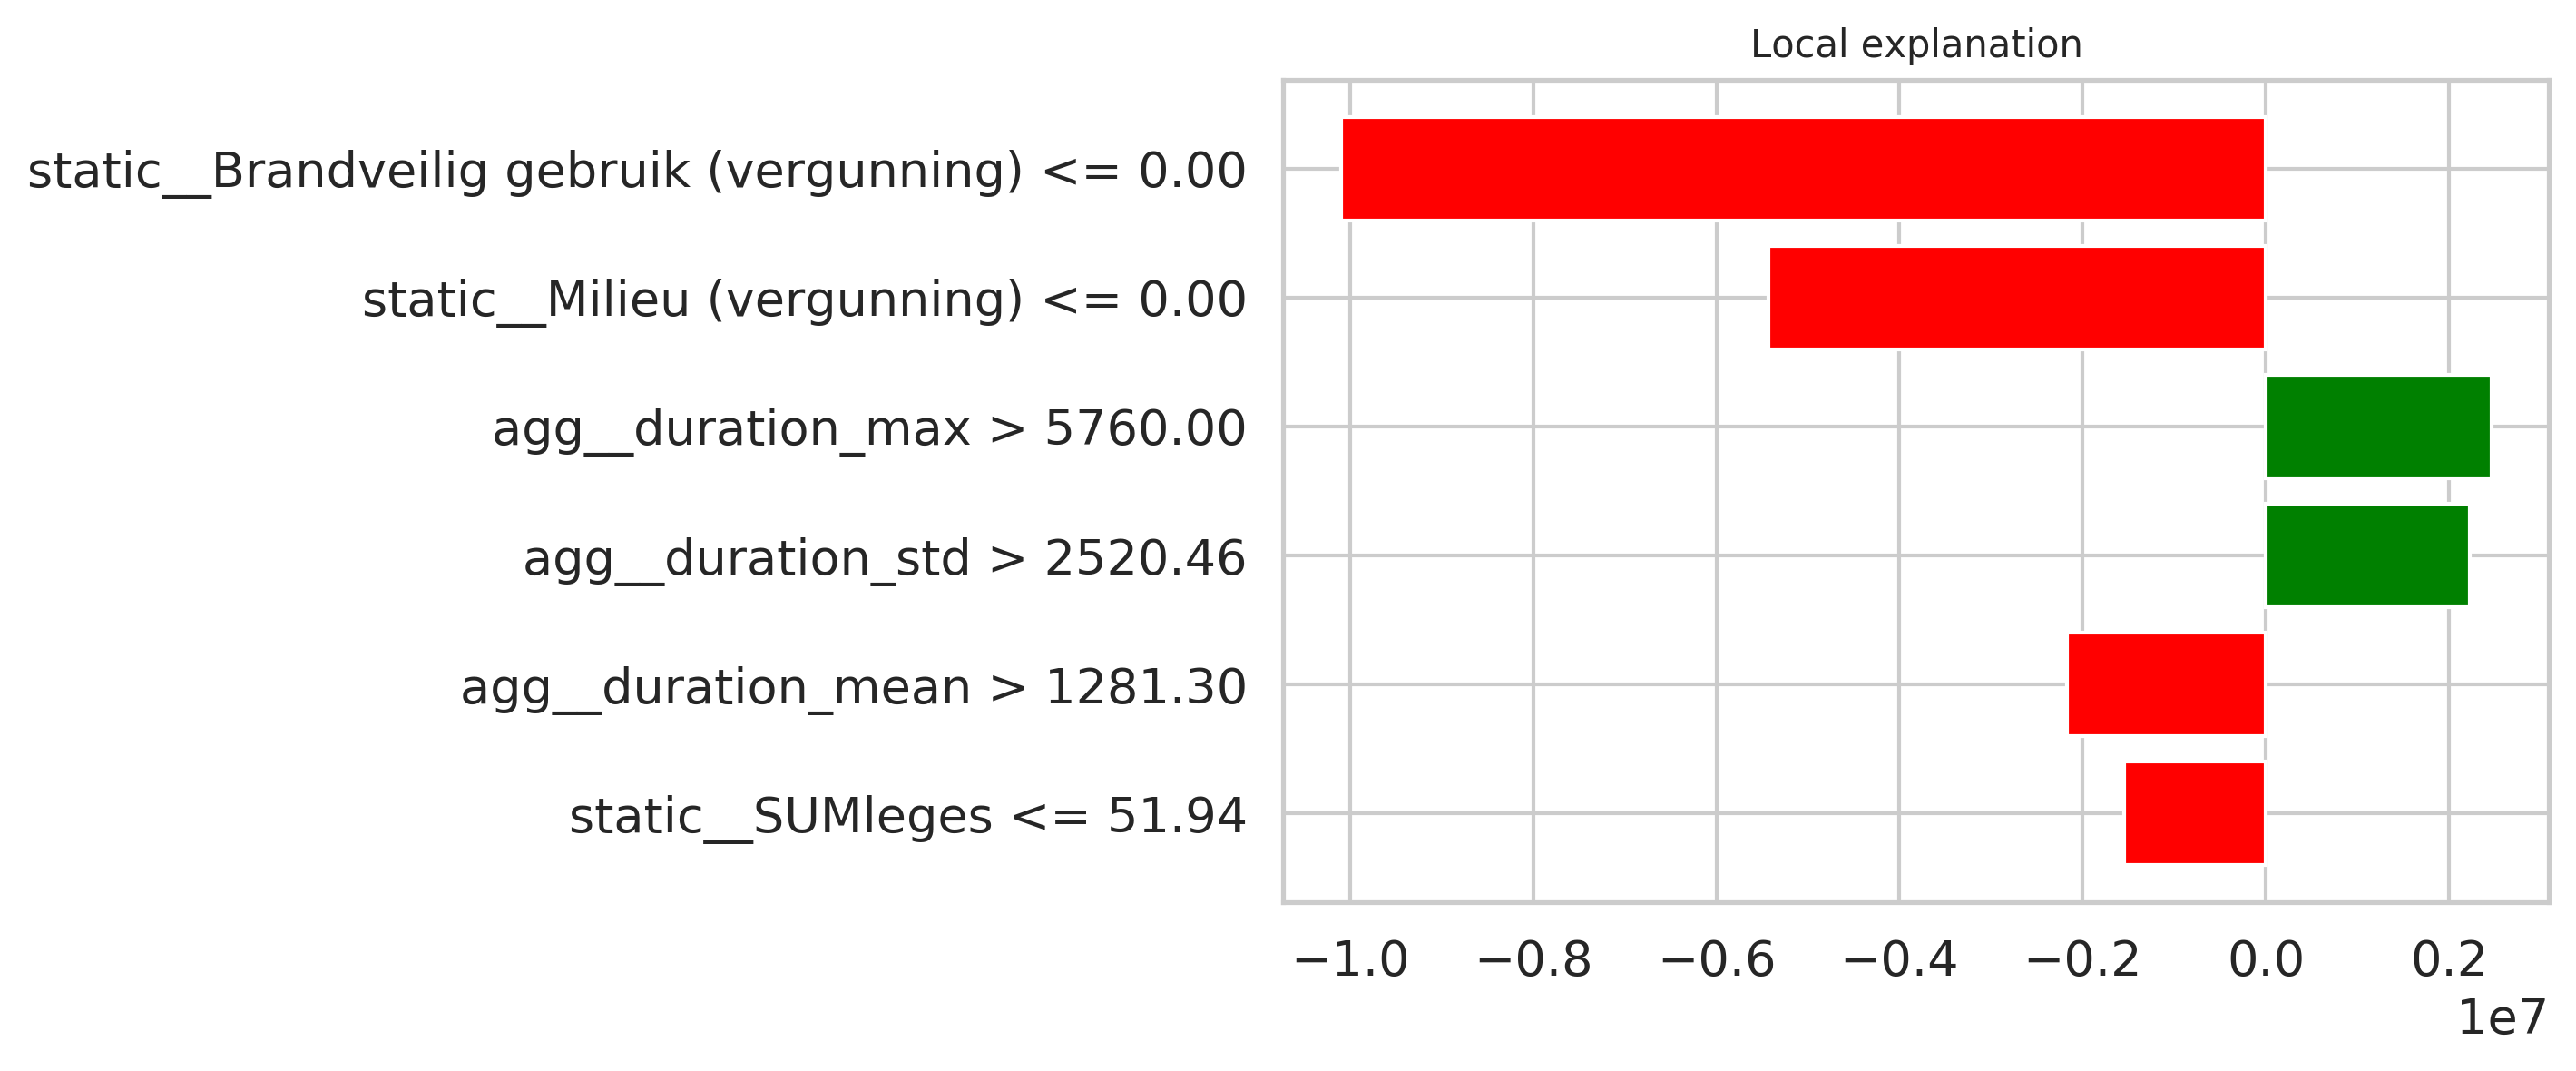 Local explanation
static__Brandveilig gebruik (vergunning) <= 0.00
static__Milieu (vergunning) <= 0.00
agg__duration_max > 5760.00
agg__duration_std > 2520.46
agg__duration_mean > 1281.30
static__SUMleges <= 51.94
−1.0 −0.8 −0.6 −0.4 −0.2 0.0 0.2
1e7